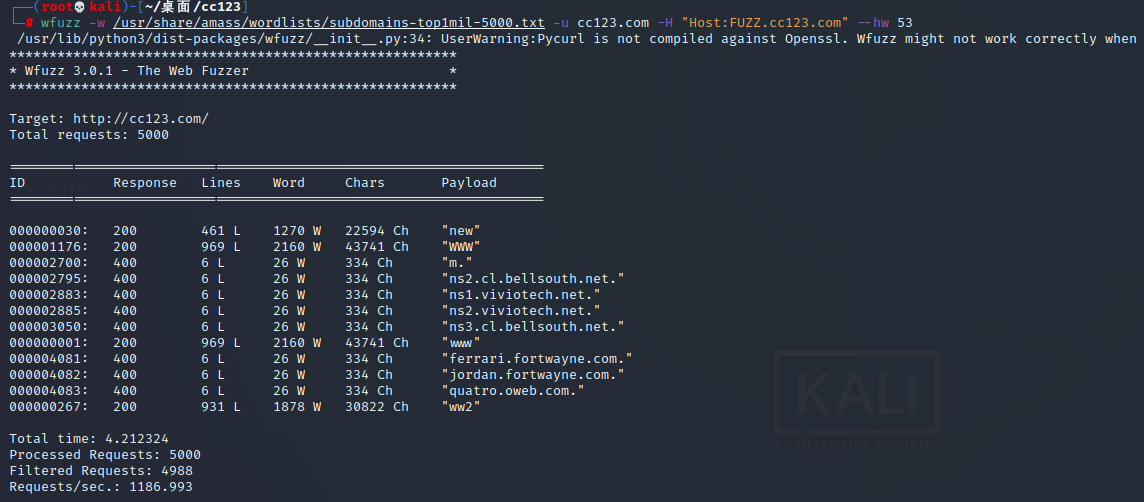 ┌──(root💀kali)-[~/桌面/cc123]
└─# wfuzz -w /usr/share/amass/wordlists/subdomains-top1mil-5000.txt -u cc123.com -H "Host:FUZZ.cc123.com" --hw 53
/usr/lib/python3/dist-packages/wfuzz/__init__.py:34: UserWarning:Pycurl is not compiled against Openssl. Wfuzz might not work correctly when
********************************************************
* Wfuzz 3.0.1 - The Web Fuzzer                         *
********************************************************
Target: http://cc123.com/
Total requests: 5000
===================================================================
ID           Response   Lines    Word       Chars       Payload
===================================================================
000000030:   200        461 L    1270 W     22594 Ch    "new"
000001176:   200        969 L    2160 W     43741 Ch    "WWW"
000002700:   400        6 L      26 W       334 Ch      "m."
000002795:   400        6 L      26 W       334 Ch      "ns2.cl.bellsouth.net."
000002883:   400        6 L      26 W       334 Ch      "ns1.viviotech.net."
000002885:   400        6 L      26 W       334 Ch      "ns2.viviotech.net."
000003050:   400        6 L      26 W       334 Ch      "ns3.cl.bellsouth.net."
000000001:   200        969 L    2160 W     43741 Ch    "www"
000004081:   400        6 L      26 W       334 Ch      "ferrari.fortwayne.com."
000004082:   400        6 L      26 W       334 Ch      "jordan.fortwayne.com."
000004083:   400        6 L      26 W       334 Ch      "quatro.oweb.com."
000000267:   200        931 L    1878 W     30822 Ch    "ww2"
Total time: 4.212324
Processed Requests: 5000
Filtered Requests: 4988
Requests/sec.: 1186.993
KALI
BY OFFENSIVE SECURITY